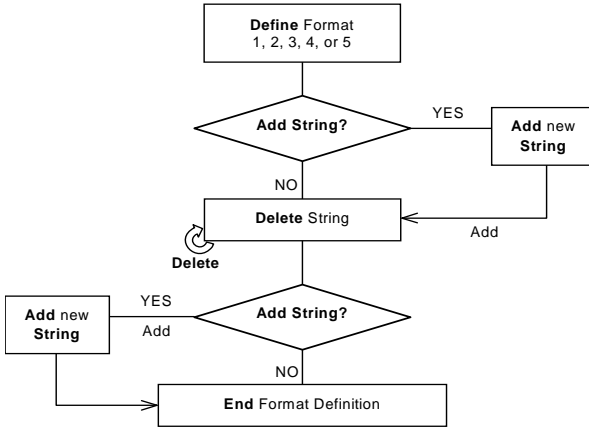 Define Format
1, 2, 3, 4, or 5
Add String?
YES
Add new
String
NO
Delete String
Add
Delete
Add String?
YES
Add
Add new
String
NO
End Format Definition